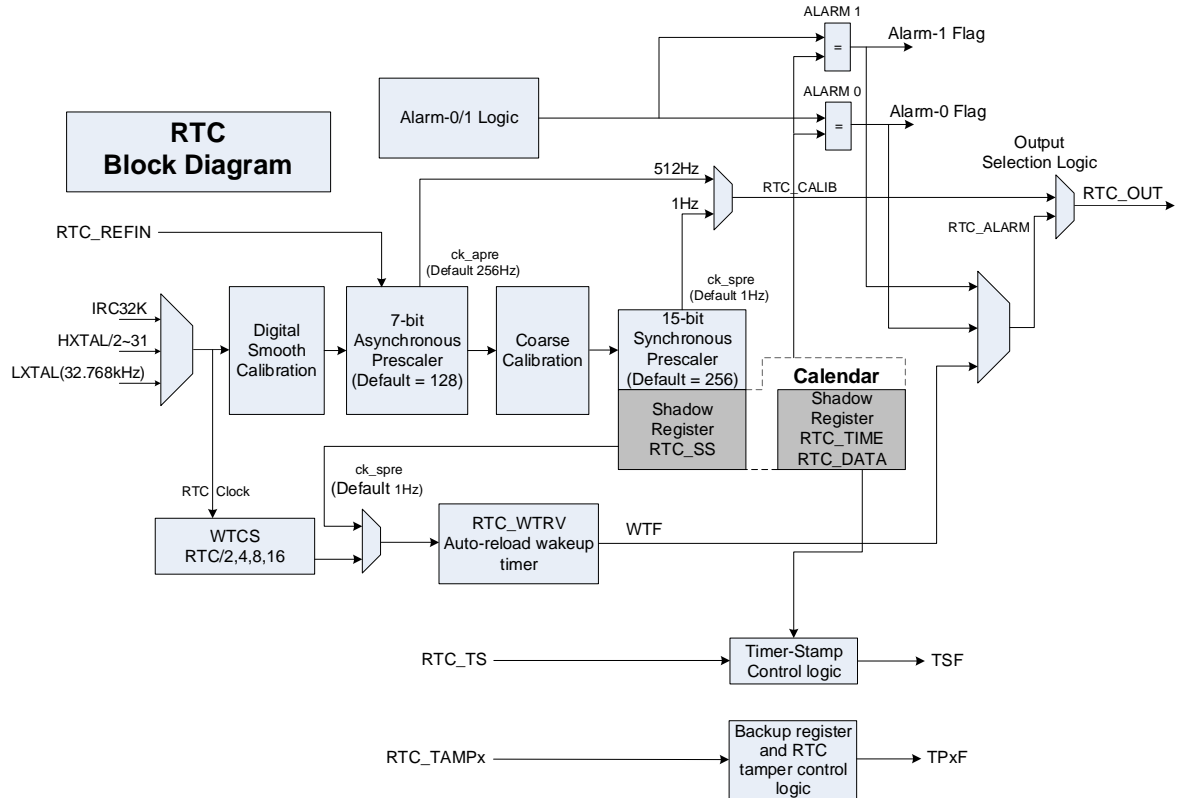 ALARM 1
=
Alarm-1 Flag
ALARM 0
=
Alarm-0 Flag
Alarm-0/1 Logic
RTC
Block Diagram
Output
Selection Logic
512Hz
RTC_CALIB
1Hz
RTC_OUT
RTC_ALARM
RTC_REFIN
ck_apre
(Default 256Hz)
ck_spre
(Default 1Hz)
IRC32K
HXTAL/2~31
LXTAL(32.768kHz)
Digital
Smooth
Calibration
7-bit
Asynchronous
Prescaler
(Default = 128)
Coarse
Calibration
15-bit
Synchronous
Prescaler
(Default = 256)
Calendar
Shadow
Register
RTC_SS
Shadow
Register
RTC_TIME
RTC_DATA
ck_spre
(Default 1Hz)
RTC Clock
WTCS
RTC/2,4,8,16
RTC_WTRV
Auto-reload wakeup
timer
WTF
RTC_TS
Timer-Stamp
Control logic
TSF
RTC_TAMPx
Backup register
and RTC
tamper control
logic
TPxF